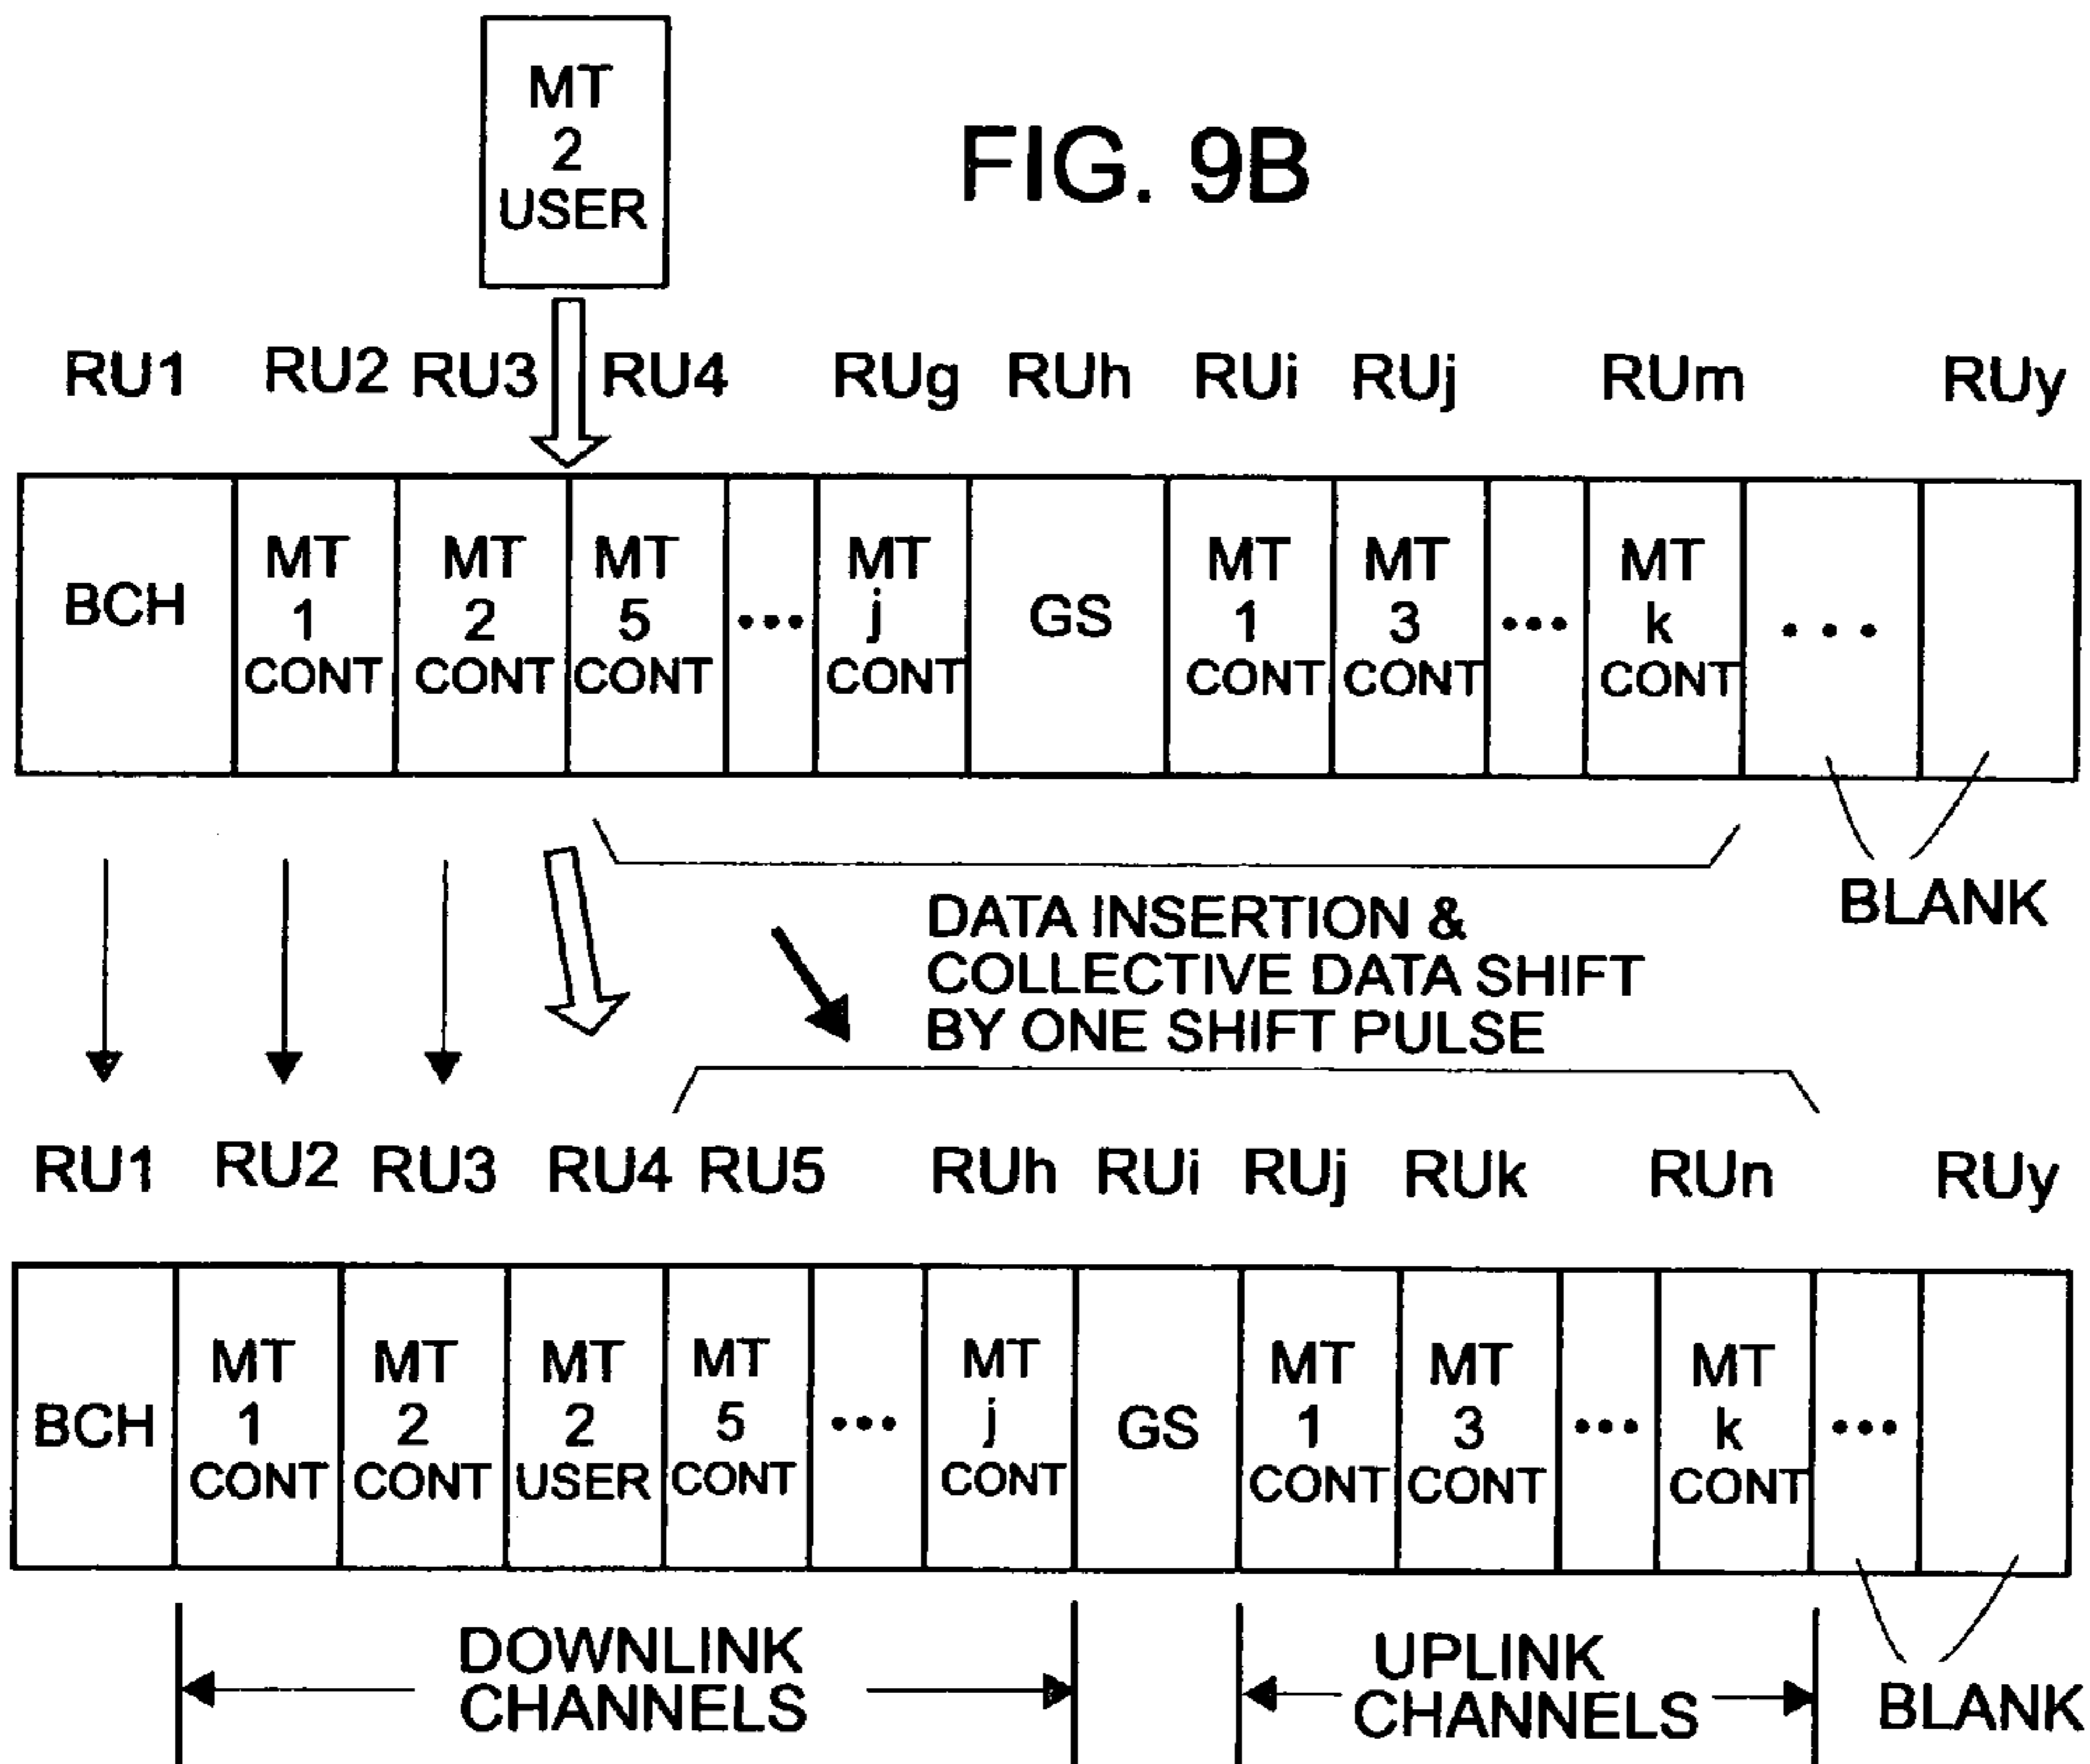 MT
2
USER
FIG. 9B
RU1 RU2 RU3 RU4 RUg RUh RUi RUj RUm RUy
BCH
MT
1
CONT
MT
2
CONT
MT
5
CONT
•••
MT
j
CONT
GS
MT
1
CONT
MT
3
CONT
•••
MT
k
CONT
• • •
BLANK
DATA INSERTION &
COLLECTIVE DATA SHIFT
BY ONE SHIFT PULSE
RU1 RU2 RU3 RU4 RU5 RUh RUi RUj RUk RUn RUy
BCH
MT
1
CONT
MT
2
CONT
MT
2
USER
MT
5
CONT
•••
MT
j
CONT
GS
MT
1
CONT
MT
3
CONT
•••
MT
k
CONT
•••
DOWNLINK
CHANNELS
UPLINK
CHANNELS
BLANK